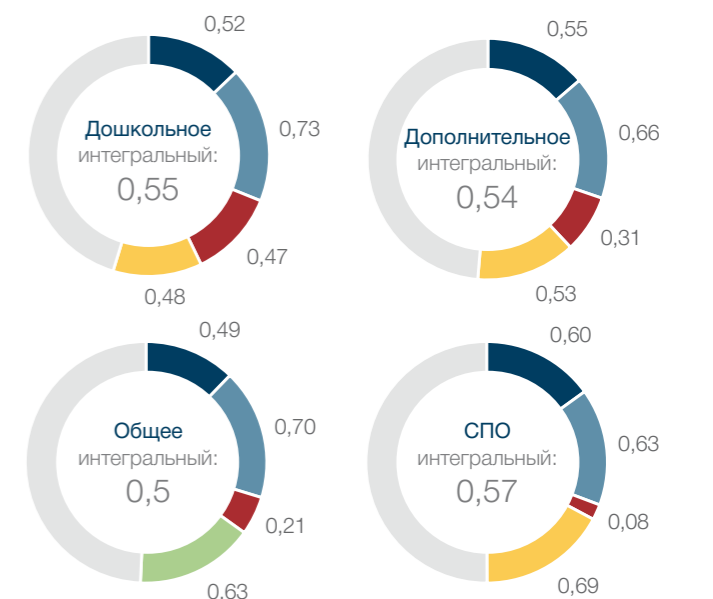 0,52
Дошкольное
интегральный:
0,55
0,73
0,47
0,48
0,55
Дополнительное
интегральный:
0,54
0,66
0,31
0,53
0,49
Общее
интегральный:
0,5
0,70
0,21
0,63
0,60
СПО
интегральный:
0,57
0,63
0,08
0,69